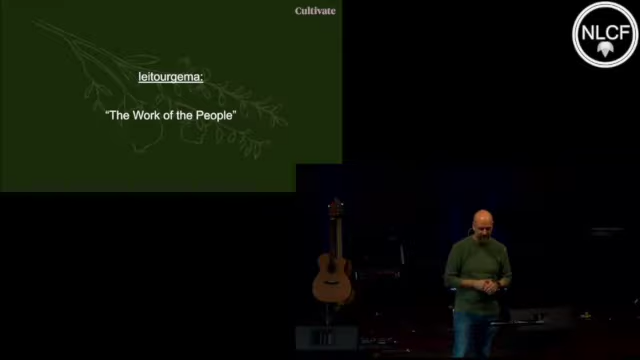 Cultivate
NLCF
leitourgema:
“The Work of the People”